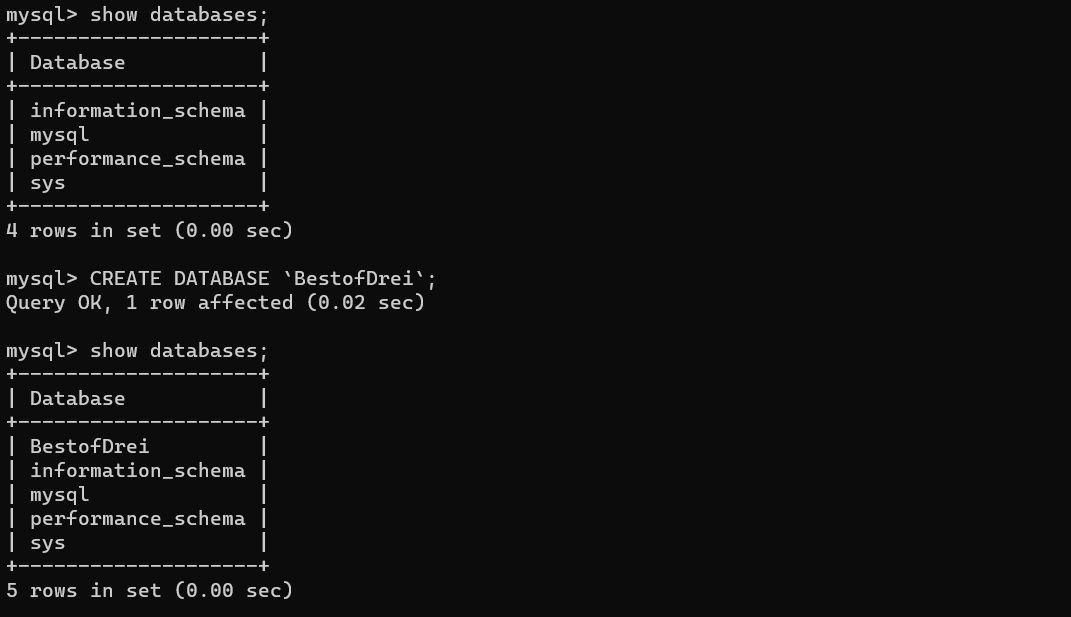 mysql> show databases;
+--------------------+
| Database           |
+--------------------+
| information_schema |
| mysql              |
| performance_schema |
| sys                |
+--------------------+
4 rows in set (0.00 sec)

mysql> CREATE DATABASE `BestofDrei`;
Query OK, 1 row affected (0.02 sec)

mysql> show databases;
+--------------------+
| Database           |
+--------------------+
| BestofDrei         |
| information_schema |
| mysql              |
| performance_schema |
| sys                |
+--------------------+
5 rows in set (0.00 sec)